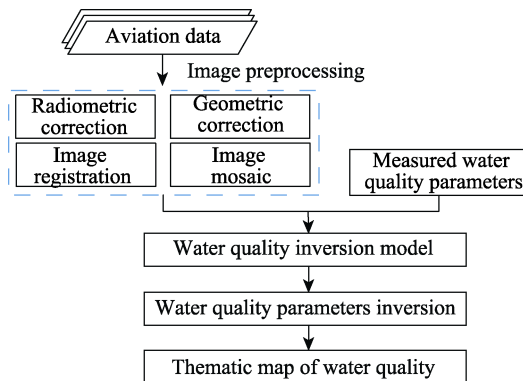 Aviation data
Image preprocessing
Radiometric
correction
Geometric
correction
Image
registration
Image
mosaic
Measured water
quality parameters
Water quality inversion model
Water quality parameters inversion
Thematic map of water quality